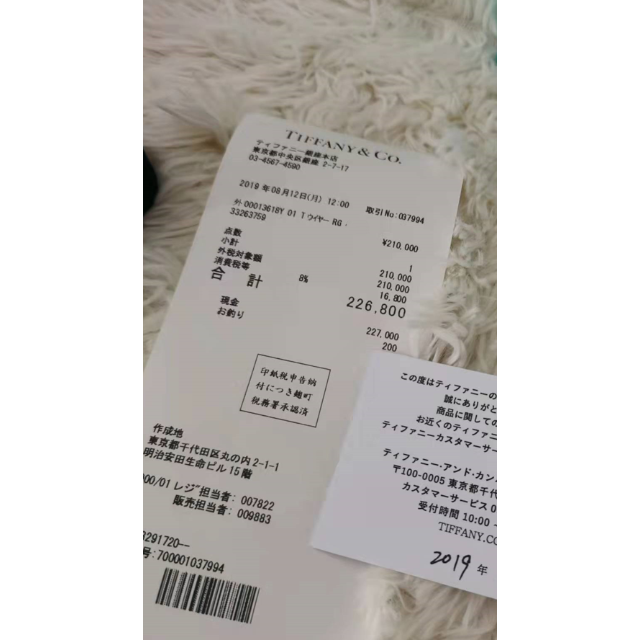 TIFFANY & CO.
ティファニー銀座本店
東京都中央区銀座 2-7-17
03-4567-4590
2019 年 08月12日(月) 12:00 取引No:037994
外 00013618Y 01 T ワイヤー RG -
33263759 ¥210,000
点数 1
小計 210,000
外税対象額 210,000
消費税等 8% 16,800
合 計 226,800
現金 227,000
お釣り 200
印紙税申告納
付につき麹町
税務署承認済
作成地
東京都千代田区丸の内 2-1-1
明治安田生命ビル 15 階
000/01 レジ担当者: 007822
販売担当者: 009883
3291720--
号: 700001037994
この度はティファニーの
誠にありがと
商品に関しての
お近くのティファニ
ティファニーカスタマーサー
ティファニー・アンド・カン
〒100-0005 東京都千代
カスタマーサービス 0
受付時間 10:00 -
TIFFANY.CO
2019 年